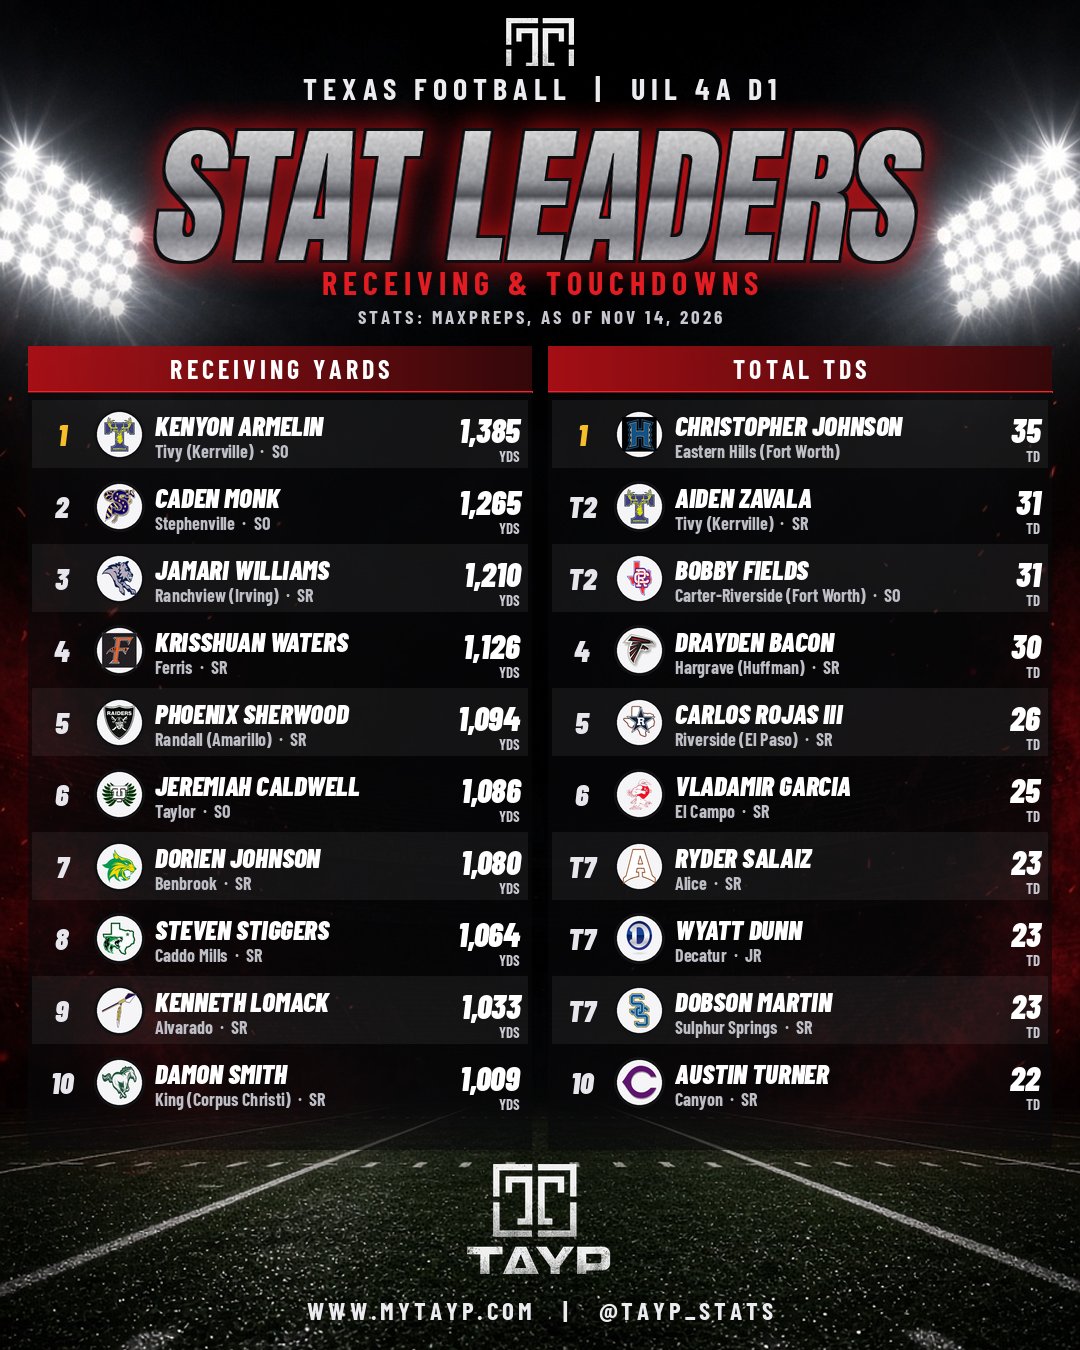 TEXAS FOOTBALL | UIL 4A D1
STAT LEADERS
RECEIVING & TOUCHDOWNS
STATS: MAXPREPS, AS OF NOV 14, 2026
RECEIVING YARDS
1 KENYON ARMELIN 1,385
Tivy (Kerrville) · SO YDS
2 CADEN MONK 1,265
Stephenville · SO YDS
3 JAMARI WILLIAMS 1,210
Ranchview (Irving) · SR YDS
4 KRISSHUAN WATERS 1,126
Ferris · SR YDS
5 PHOENIX SHERWOOD 1,094
Randall (Amarillo) · SR YDS
6 JEREMIAH CALDWELL 1,086
Taylor · SO YDS
7 DORIEN JOHNSON 1,080
Benbrook · SR YDS
8 STEVEN STIGGERS 1,064
Caddo Mills · SR YDS
9 KENNETH LOMACK 1,033
Alvarado · SR YDS
10 DAMON SMITH 1,009
King (Corpus Christi) · SR YDS
TOTAL TDS
1 CHRISTOPHER JOHNSON 35
Eastern Hills (Fort Worth) TD
T2 AIDEN ZAVALA 31
Tivy (Kerrville) · SR TD
T2 BOBBY FIELDS 31
Carter-Riverside (Fort Worth) · SO TD
4 DRAYDEN BACON 30
Hargrave (Huffman) · SR TD
5 CARLOS ROJAS III 26
Riverside (El Paso) · SR TD
6 VLADAMIR GARCIA 25
El Campo · SR TD
T7 RYDER SALAIZ 23
Alice · SR TD
T7 WYATT DUNN 23
Decatur · JR TD
T7 DOBSON MARTIN 23
Sulphur Springs · SR TD
10 AUSTIN TURNER 22
Canyon · SR TD
TAYP
WWW.MYTAYP.COM | @TAYP_STATS